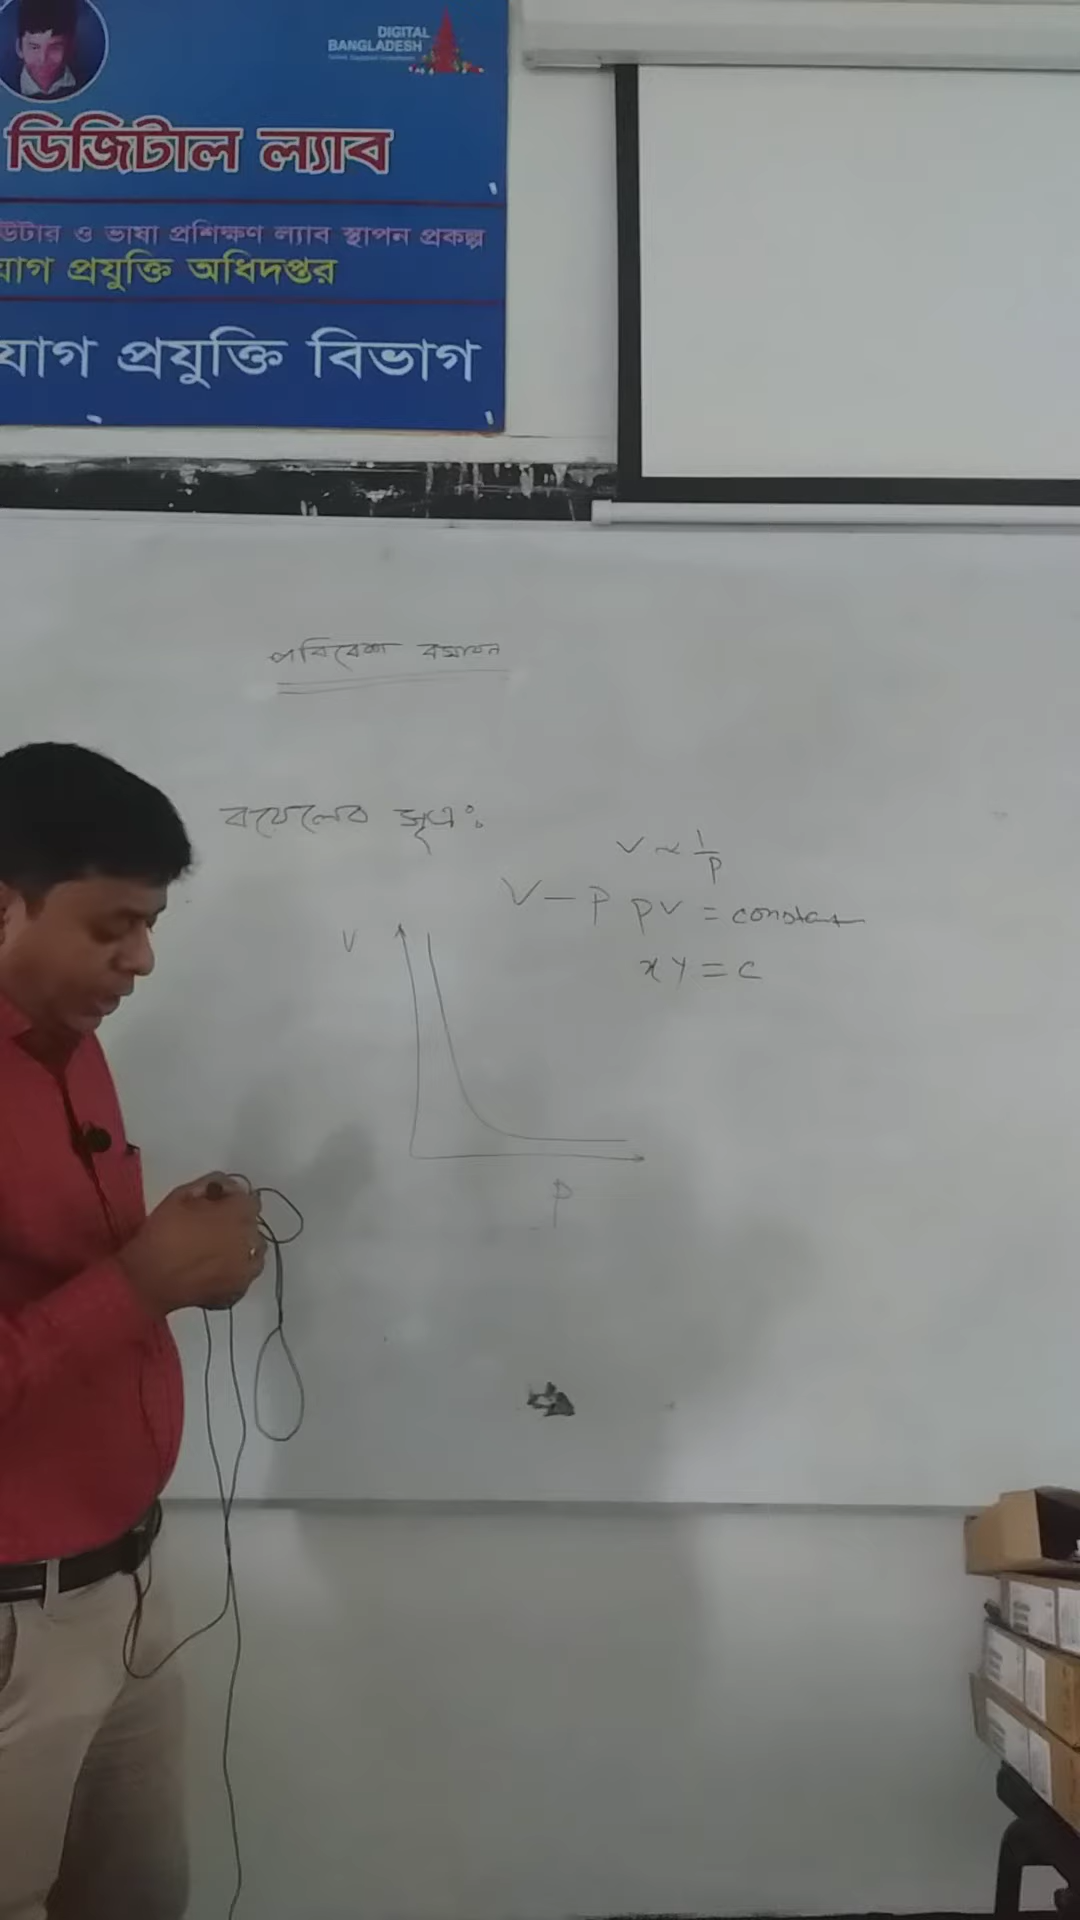 DIGITAL
BANGLADESH
ডিজিটাল ল্যাব
উটার ও ভাষা প্রশিক্ষণ ল্যাব স্থাপন প্রকল্প
যাগ প্রযুক্তি অধিদপ্তর
যাগ প্রযুক্তি বিভাগ
পরিবেশ রসায়ন
বয়েলের সূত্রঃ
V ∝ 1/P
V - P PV = constant
xy = c
V
P